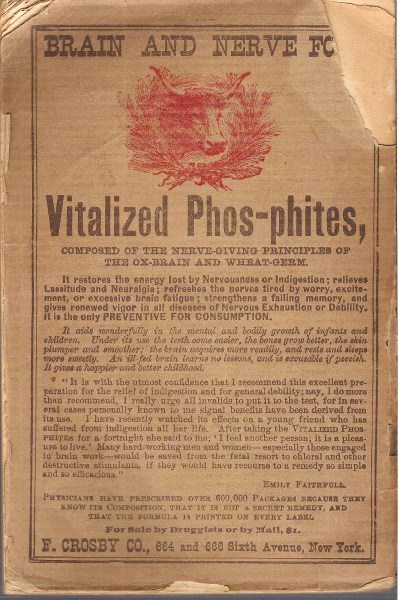 BRAIN AND NERVE FO
Vitalized Phos-phites,
COMPOSED OF THE NERVE-GIVING PRINCIPLES OF
THE OX-BRAIN AND WHEAT-GERM.
It restores the energy lost by Nervousness or Indigestion; relieves
Lassitude and Neuralgia; refreshes the nerves tired by worry, excite-
ment, or excessive brain fatigue; strengthens a failing memory, and
gives renewed vigor in all diseases of Nervous Exhaustion or Debility.
It is the only PREVENTIVE FOR CONSUMPTION.
It aids wonderfully in the mental and bodily growth of infants and
children. Under its use the teeth come easier, the bones grow better, the skin
plumper and smoother; the brain acquires more readily, and rests and sleeps
more sweetly. An ill-fed brain learns no lessons, and is excusable if peevish.
It gives a happier and better childhood.
"It is with the utmost confidence that I recommend this excellent pre-
paration for the relief of indigestion and for general debility; nay, I do more
than recommend, I really urge all invalids to put it to the test, for in sev-
eral cases personally known to me signal benefits have been derived from
its use. I have recently watched its effects on a young friend who has
suffered from indigestion all her life. After taking the VITALIZED PHOS-
PHITES for a fortnight she said to me; 'I feel another person; it is a pleas-
ure to live.' Many hard-working men and women—especially those engaged
in brain work—would be saved from the fatal resort to chloral and other
destructive stimulants, if they would have recourse to a remedy so simple
and so efficacious."
EMILY FAITHFULL.
PHYSICIANS HAVE PRESCRIBED OVER 600,000 PACKAGES BECAUSE THEY
KNOW ITS COMPOSITION, THAT IT IS NOT A SECRET REMEDY, AND
THAT THE FORMULA IS PRINTED ON EVERY LABEL
For Sale by Druggists or by Mail, $1.
F. CROSBY CO., 664 and 666 Sixth Avenue, New York.